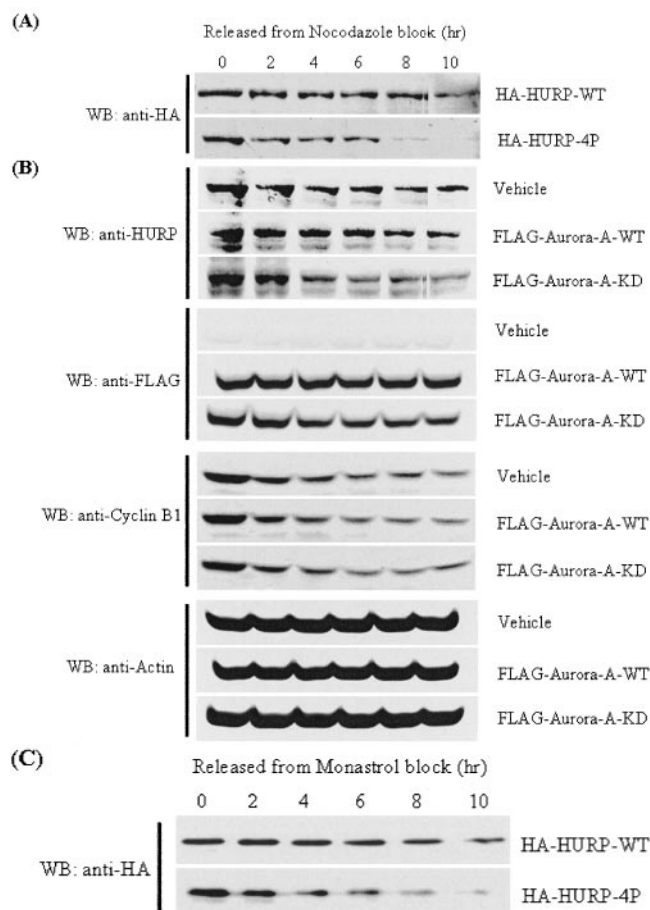 (A)
Released from Nocodazole block (hr)
0 2 4 6 8 10
WB: anti-HA
HA-HURP-WT
HA-HURP-4P
(B)
WB: anti-HURP
Vehicle
FLAG-Aurora-A-WT
FLAG-Aurora-A-KD
WB: anti-FLAG
Vehicle
FLAG-Aurora-A-WT
FLAG-Aurora-A-KD
WB: anti-Cyclin B1
Vehicle
FLAG-Aurora-A-WT
FLAG-Aurora-A-KD
WB: anti-Actin
Vehicle
FLAG-Aurora-A-WT
FLAG-Aurora-A-KD
(C)
Released from Monastrol block (hr)
0 2 4 6 8 10
WB: anti-HA
HA-HURP-WT
HA-HURP-4P